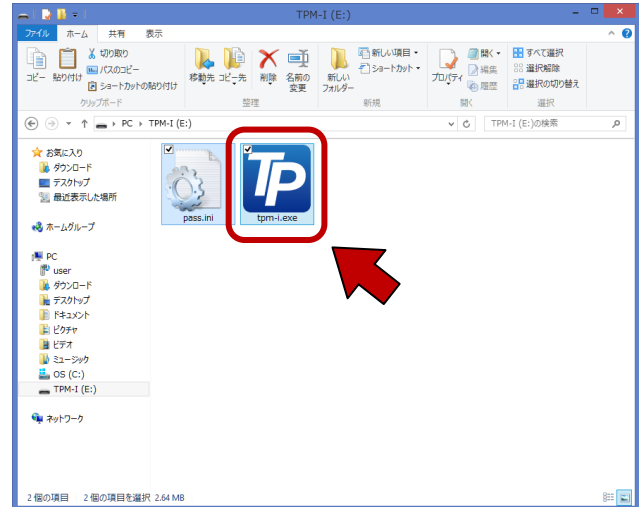 TPM-I (E:)
ファイル ホーム 共有 表示
コピー 貼り付け 切り取り パスのコピー ショートカットの貼り付け
移動先 コピー先 削除 名前の変更
新しいフォルダー 新しい項目 ショートカット
プロパティ 開く 編集 履歴
すべて選択 選択解除 選択の切り替え
クリップボード 整理 新規 開く 選択
PC TPM-I (E:) TPM-I (E:)の検索
お気に入り
ダウンロード
デスクトップ
最近表示した場所
ホームグループ
PC
user
ダウンロード
デスクトップ
ドキュメント
ピクチャ
ビデオ
ミュージック
OS (C:)
TPM-I (E:)
ネットワーク
TP
pass.ini tpm-i.exe
2 個の項目 2 個の項目を選択 2.64 MB